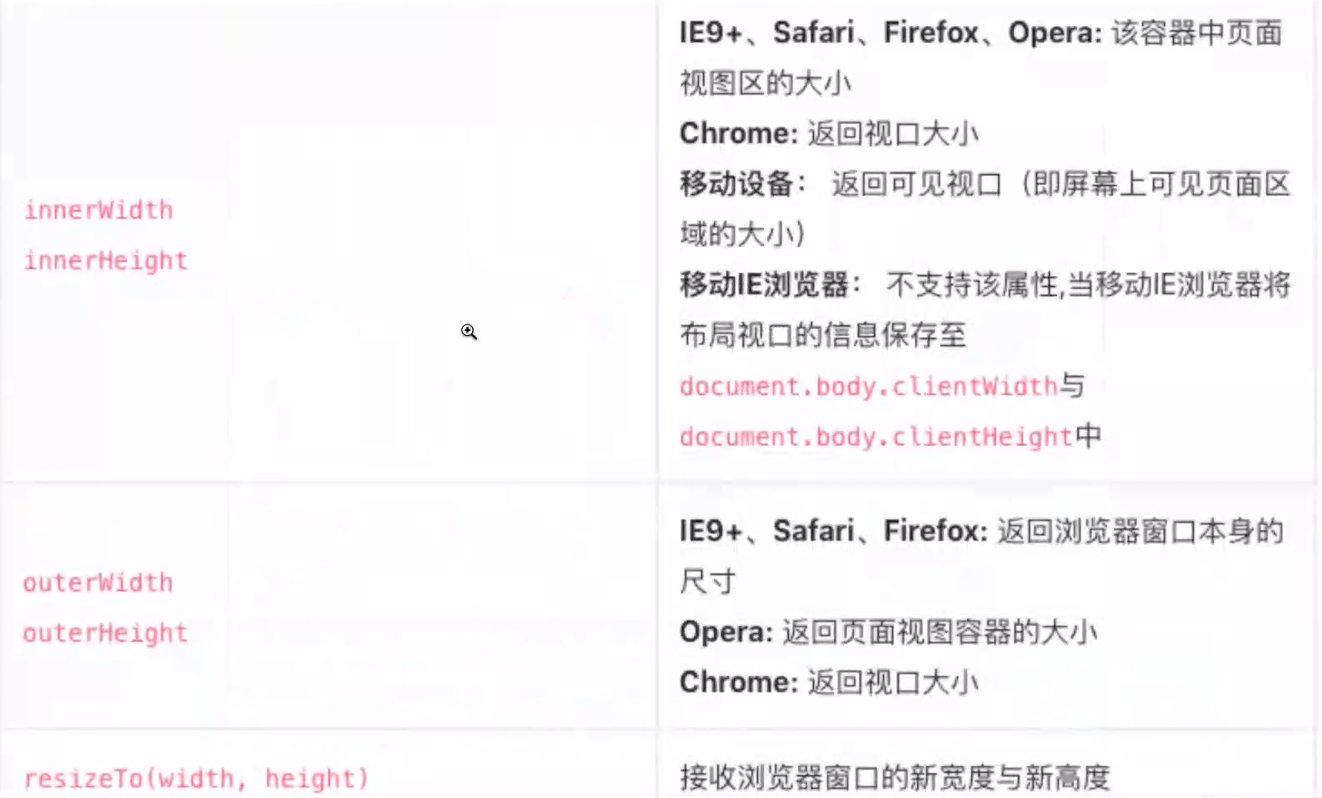 innerWidth
innerHeight
IE9+、Safari、Firefox、Opera: 该容器中页面
视图区的大小
Chrome: 返回视口大小
移动设备： 返回可见视口（即屏幕上可见页面区
域的大小）
移动IE浏览器： 不支持该属性,当移动IE浏览器将
布局视口的信息保存至
document.body.clientWidth与
document.body.clientHeight中
outerWidth
outerHeight
IE9+、Safari、Firefox: 返回浏览器窗口本身的
尺寸
Opera: 返回页面视图容器的大小
Chrome: 返回视口大小
resizeTo(width, height)
接收浏览器窗口的新宽度与新高度